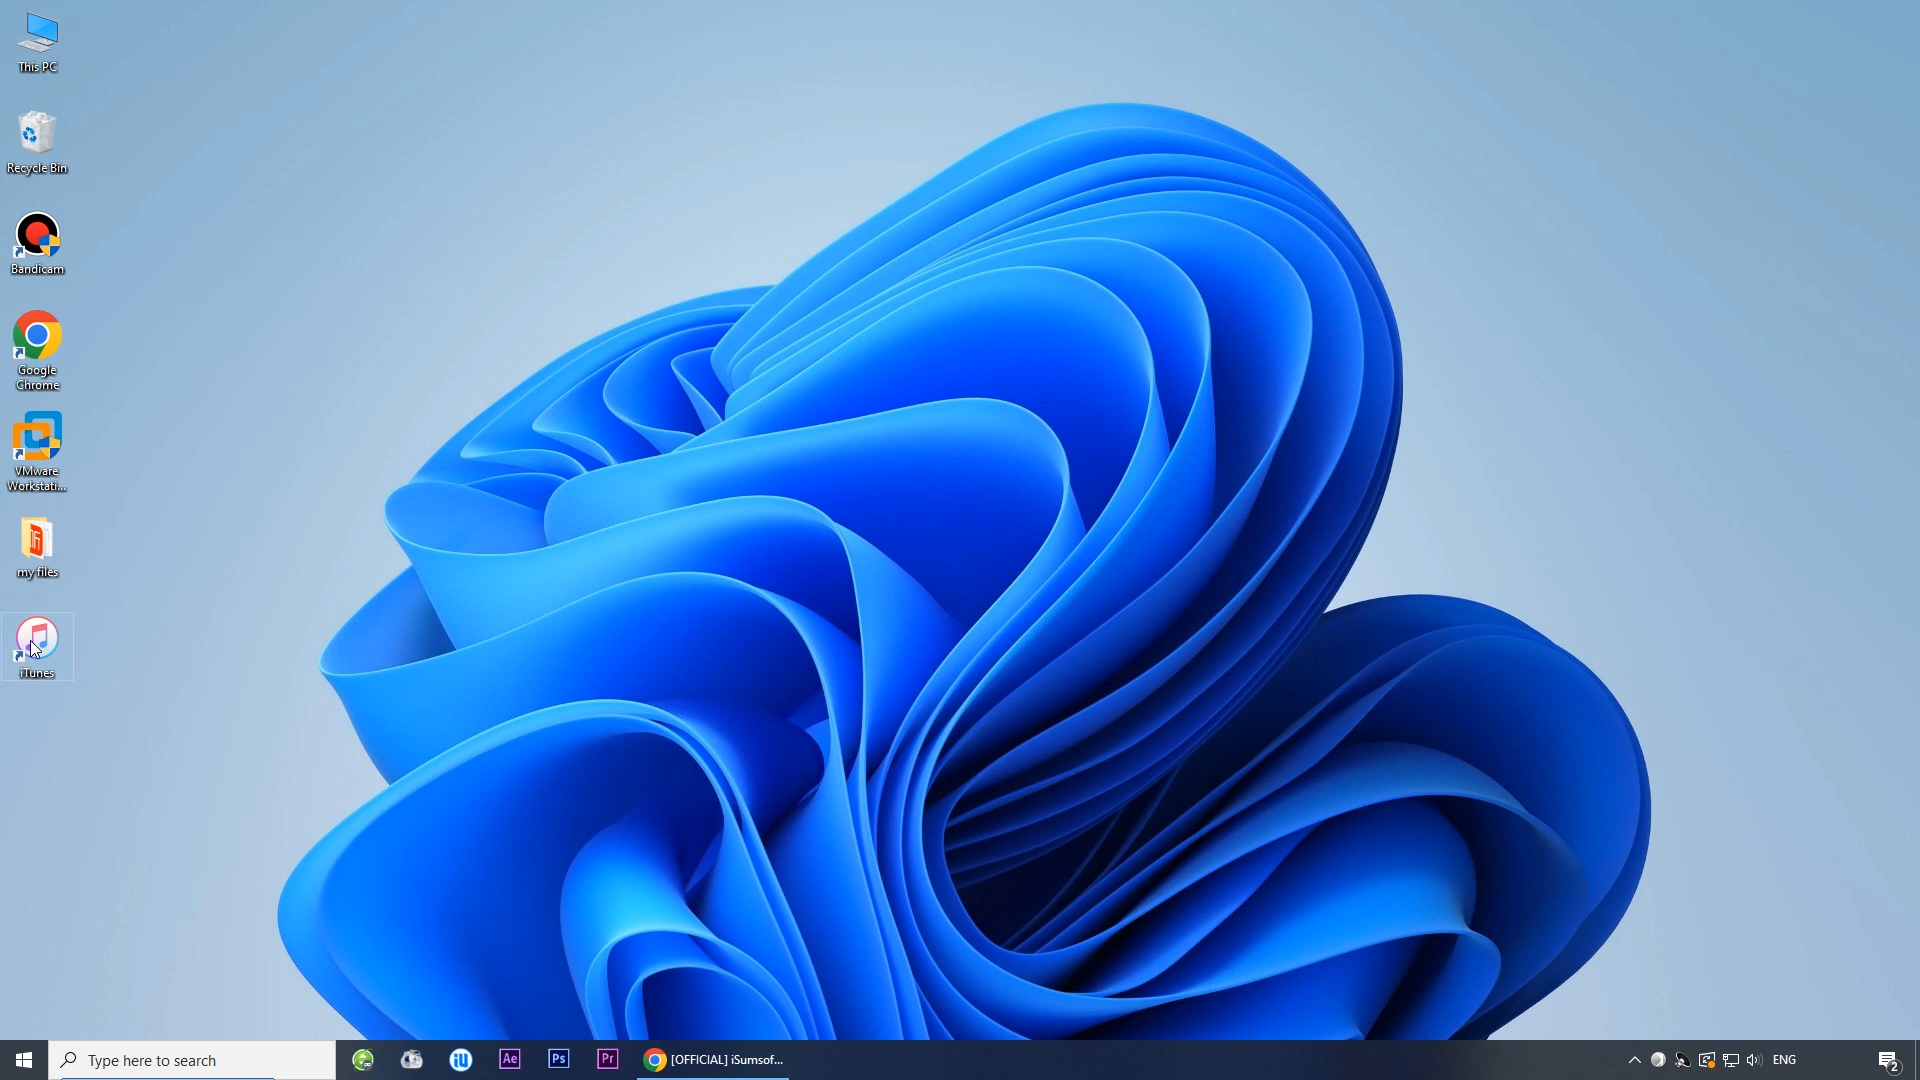 This PC
Recycle Bin
Bandicam
Google
Chrome
VMware
Workstati...
my files
iTunes
Type here to search
iU
Ae
Ps
Pr
[OFFICIAL] iSumsof...
ENG
2